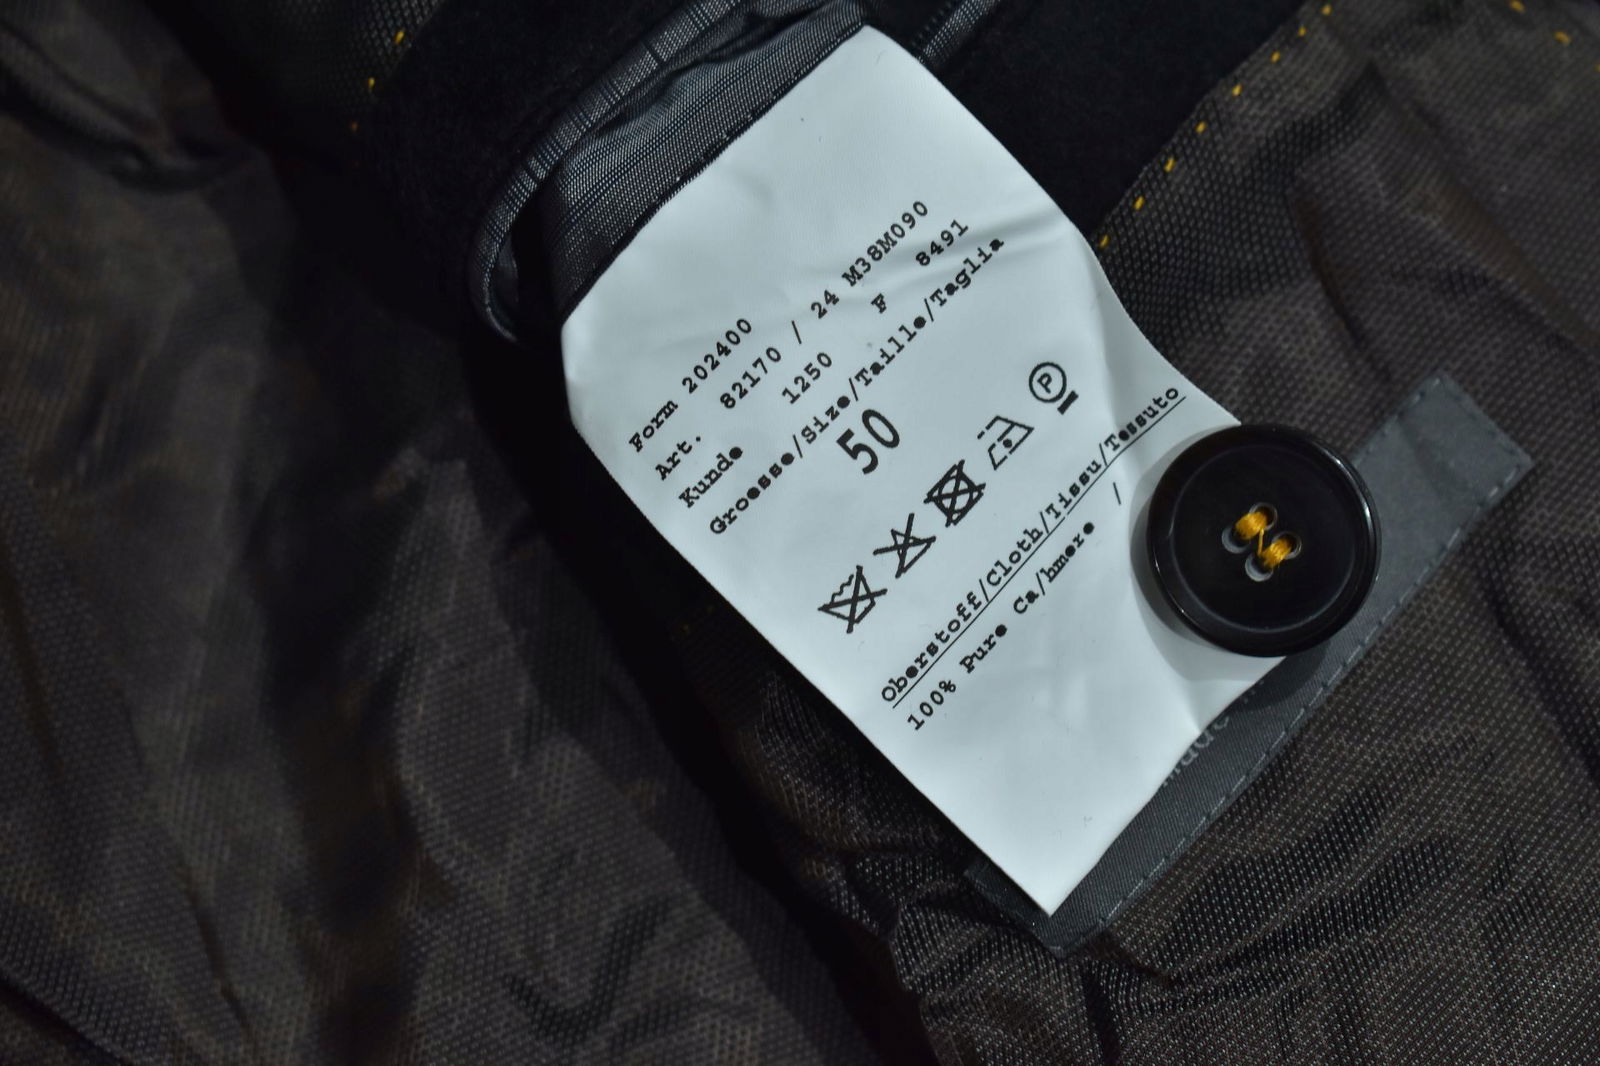 Form 202400
Art. 82170 / 24 M38M090
Kunde 1250 F 8491
Groesse/Size/Taille/Taglia
50
P
Oberstoff/Cloth/Tissu/Tessuto
100% Pure Ca/hmere /